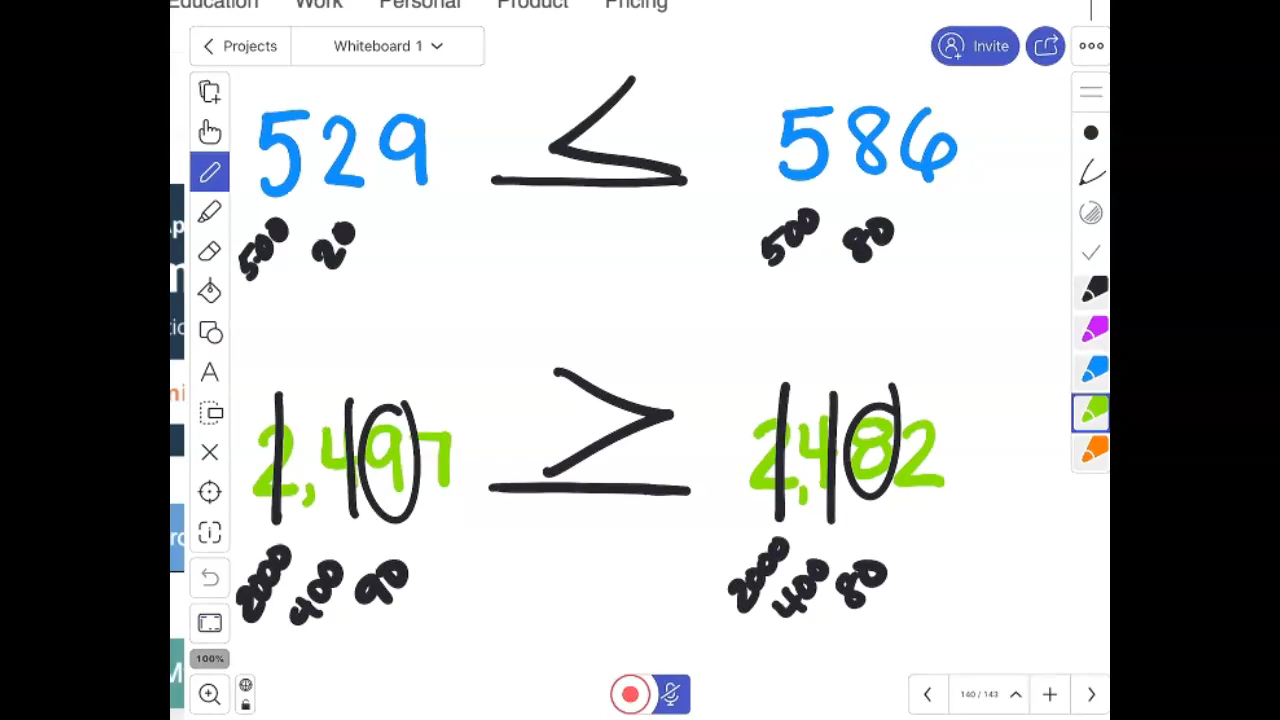 Education Work Personal Product Pricing
Projects Whiteboard 1 Invite
529 < 586
500 20 500 80
2,497 > 2,482
2000 400 90 2000 400 80
100%
140 / 143